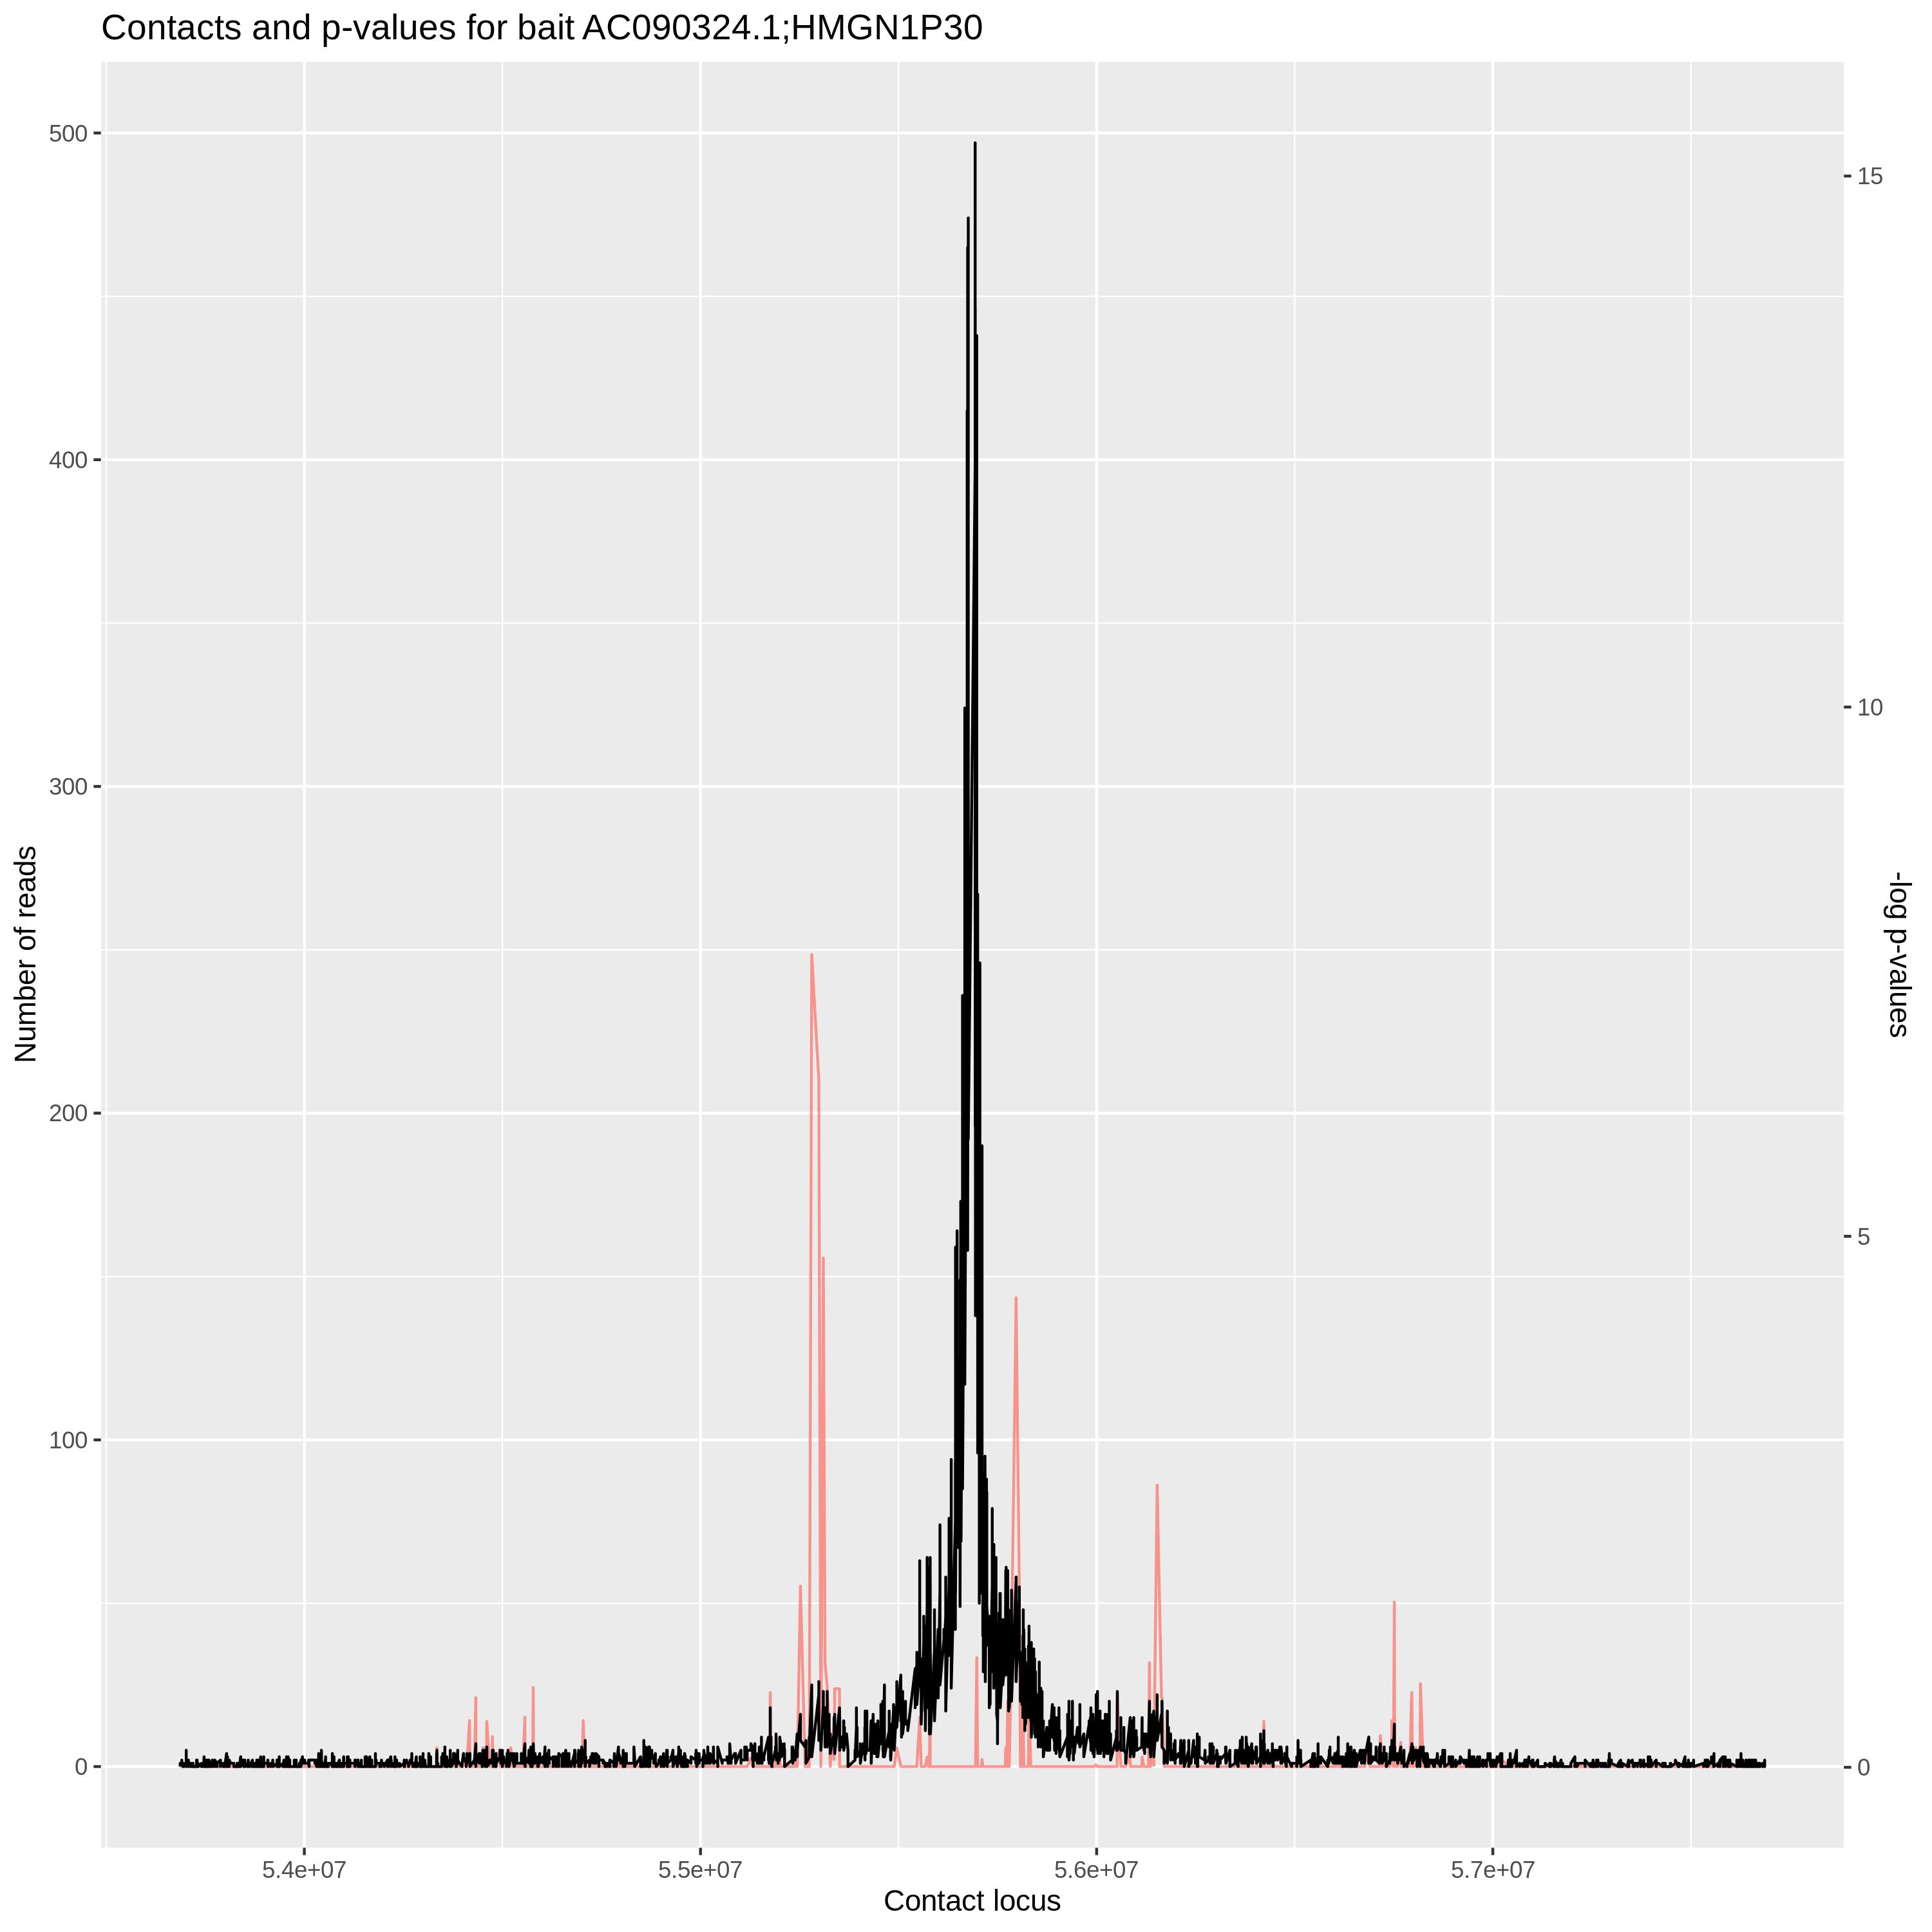 Contacts and p-values for bait AC090324.1;HMGN1P30
500
400
300
200
100
0
Number of reads
15
10
5
0
-log p-values
5.4e+07
5.5e+07
5.6e+07
5.7e+07
Contact locus